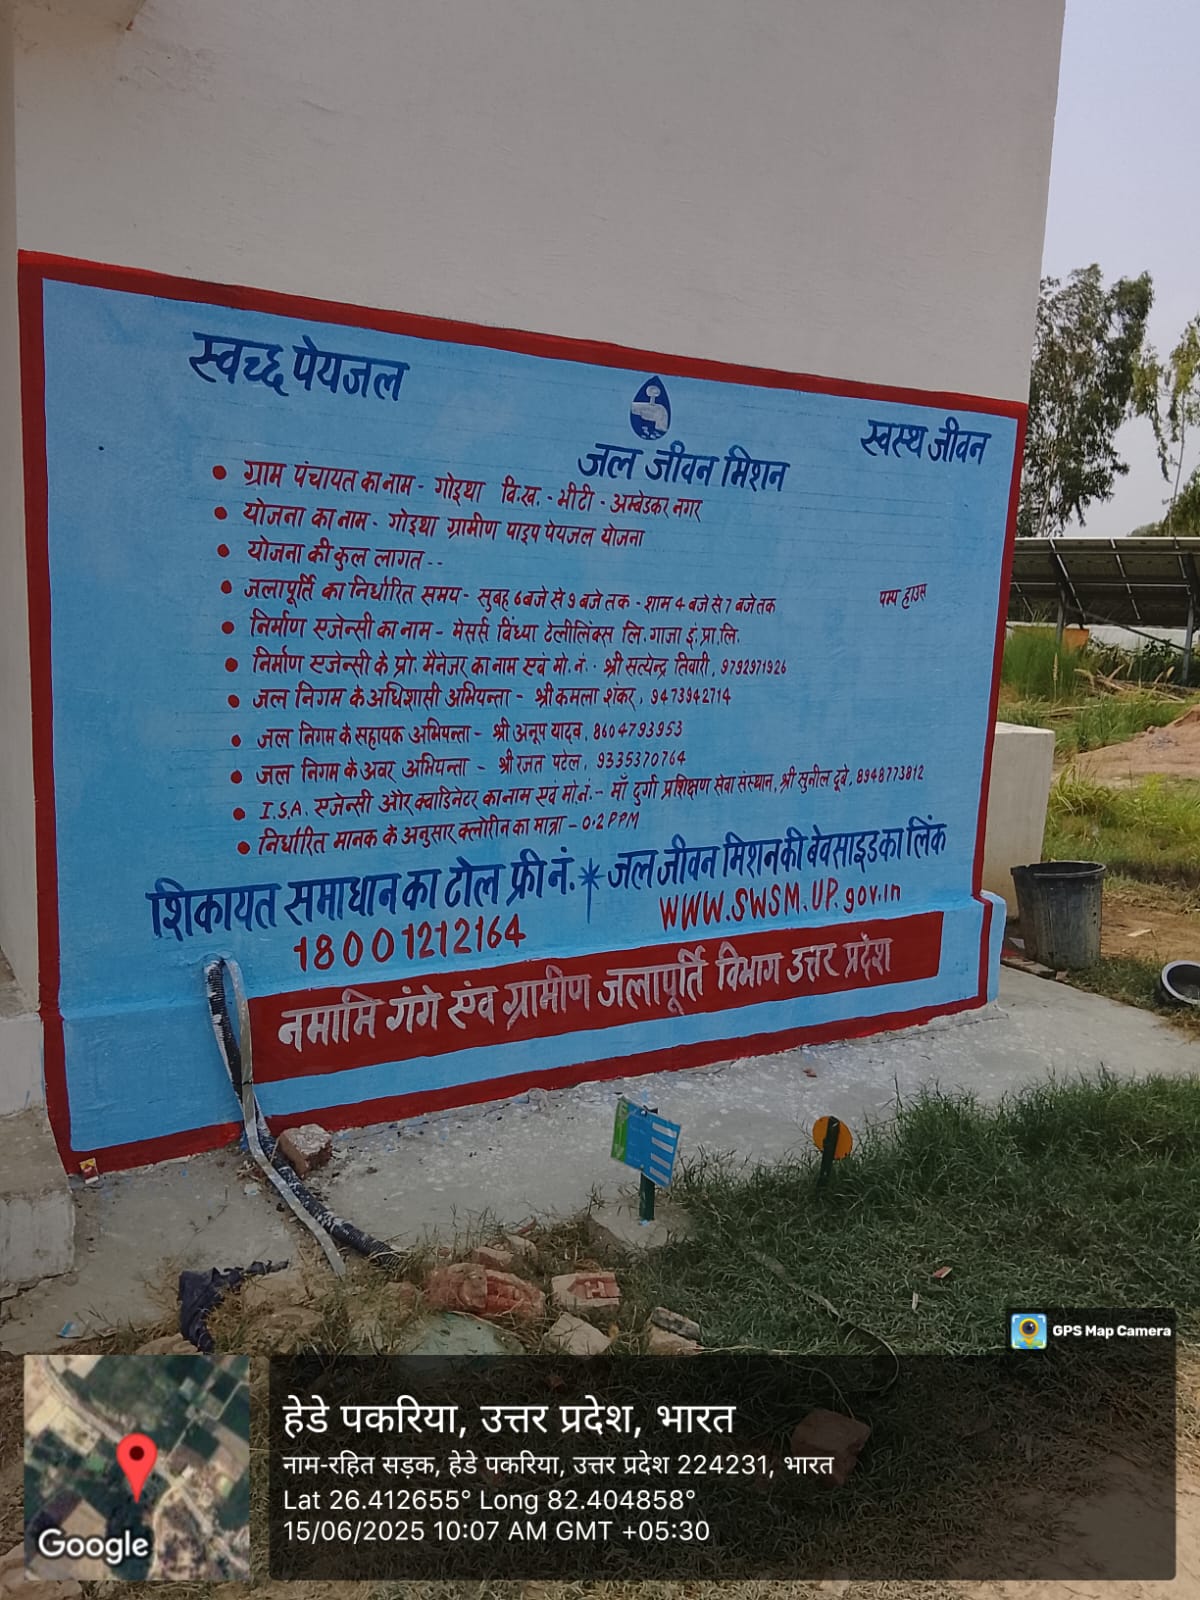 स्वच्छ पेयजल
जल जीवन मिशन
स्वस्थ जीवन
• ग्राम पंचायत का नाम - गोइथा वि.ख. - भीटी - अम्बेडकर नगर
• योजना का नाम - गोइथा ग्रामीण पाइप पेयजल योजना
• योजना की कुल लागत --
• जलापूर्ति का निर्धारित समय - सुबह 6 बजे से 9 बजे तक - शाम 4 बजे से 7 बजे तक
पम्प हाउस
• निर्माण एजेन्सी का नाम - मेसर्स विंध्या टेलीलिंक्स लि. गाजा इं.प्रा.लि.
• निर्माण एजेन्सी के प्रो. मैनेजर का नाम एवं मो.नं. - श्री सत्येन्द्र तिवारी, 9792971926
• जल निगम के अधिशासी अभियन्ता - श्री कमला शंकर, 9473942714
• जल निगम के सहायक अभियन्ता - श्री अनूप यादव, 8604793953
• जल निगम के अवर अभियन्ता - श्री रजत पटेल, 9335370764
• I.S.A. एजेन्सी और क्वाडिनेटर का नाम एवं मो.नं. - माँ दुर्गा प्रशिक्षण सेवा संस्थान, श्री सुनील दूबे, 8948773812
• निर्धारित मानक के अनुसार क्लोरीन का मात्रा - 0.2 PPM
शिकायत समाधान का टोल फ्री नं. * जल जीवन मिशन की बेवसाइड का लिंक
18001212164
WWW.SWSM.UP.gov.in
नमामि गंगे एंव ग्रामीण जलापूर्ति विभाग उत्तर प्रदेश
GPS Map Camera
हेडे पकरिया, उत्तर प्रदेश, भारत
नाम-रहित सड़क, हेडे पकरिया, उत्तर प्रदेश 224231, भारत
Lat 26.412655° Long 82.404858°
15/06/2025 10:07 AM GMT +05:30
Google